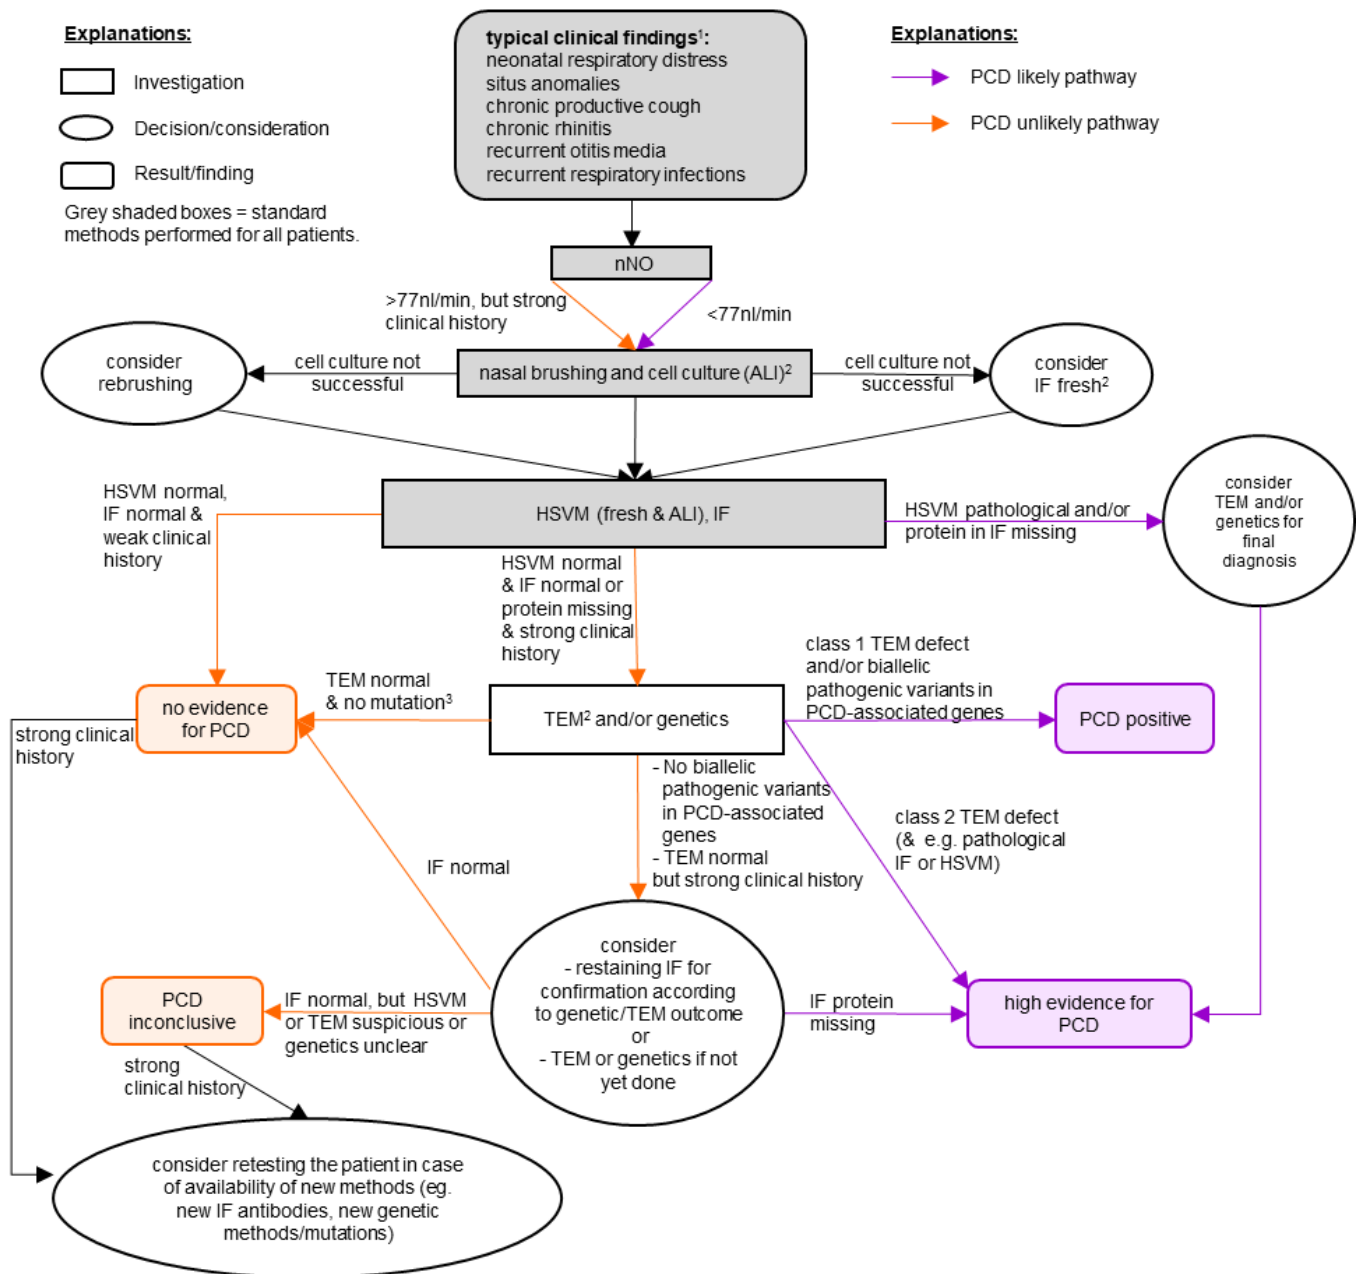 Explanations:
Investigation
Decision/consideration
Result/finding
Grey shaded boxes = standard
methods performed for all patients.
typical clinical findings¹:
neonatal respiratory distress
situs anomalies
chronic productive cough
chronic rhinitis
recurrent otitis media
recurrent respiratory infections
Explanations:
PCD likely pathway
PCD unlikely pathway
nNO
>77nl/min, but strong
clinical history
<77nl/min
consider
rebrushing
cell culture not
successful
nasal brushing and cell culture (ALI)²
cell culture not
successful
consider
IF fresh²
HSVM normal,
IF normal &
weak clinical
history
HSVM (fresh & ALI), IF
HSVM pathological and/or
protein in IF missing
consider
TEM and/or
genetics for
final
diagnosis
HSVM normal
& IF normal or
protein missing
& strong clinical
history
no evidence
for PCD
TEM normal
& no mutation³
TEM² and/or genetics
class 1 TEM defect
and/or biallelic
pathogenic variants in
PCD-associated genes
PCD positive
strong clinical
history
- No biallelic
pathogenic variants
in PCD-associated
genes
- TEM normal
but strong clinical history
class 2 TEM defect
(& e.g. pathological
IF or HSVM)
IF normal
PCD
inconclusive
IF normal, but HSVM
or TEM suspicious or
genetics unclear
consider
- restaining IF for
confirmation according
to genetic/TEM outcome
or
- TEM or genetics if not
yet done
IF protein
missing
high evidence for
PCD
strong
clinical history
consider retesting the patient in case
of availability of new methods (eg.
new IF antibodies, new genetic
methods/mutations)